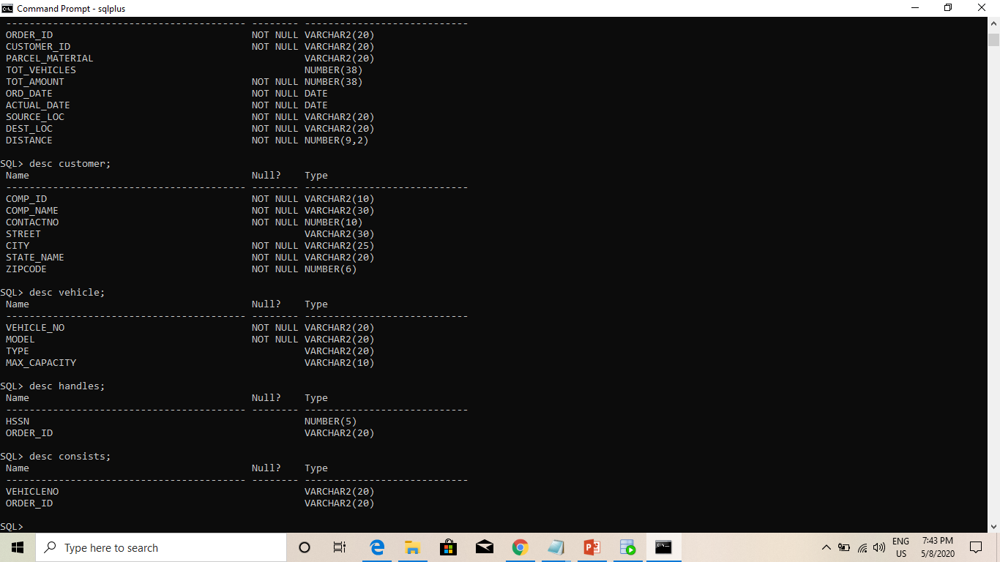 Command Prompt - sqlplus
----------------------------------------- -------- ----------------------------
ORDER_ID NOT NULL VARCHAR2(20)
CUSTOMER_ID NOT NULL VARCHAR2(20)
PARCEL_MATERIAL VARCHAR2(20)
TOT_VEHICLES NUMBER(38)
TOT_AMOUNT NOT NULL NUMBER(38)
ORD_DATE NOT NULL DATE
ACTUAL_DATE NOT NULL DATE
SOURCE_LOC NOT NULL VARCHAR2(20)
DEST_LOC NOT NULL VARCHAR2(20)
DISTANCE NOT NULL NUMBER(9,2)
SQL> desc customer;
Name Null? Type
----------------------------------------- -------- ----------------------------
COMP_ID NOT NULL VARCHAR2(10)
COMP_NAME NOT NULL VARCHAR2(30)
CONTACTNO NOT NULL NUMBER(10)
STREET VARCHAR2(30)
CITY NOT NULL VARCHAR2(25)
STATE_NAME NOT NULL VARCHAR2(20)
ZIPCODE NOT NULL NUMBER(6)
SQL> desc vehicle;
Name Null? Type
----------------------------------------- -------- ----------------------------
VEHICLE_NO NOT NULL VARCHAR2(20)
MODEL NOT NULL VARCHAR2(20)
TYPE VARCHAR2(20)
MAX_CAPACITY VARCHAR2(10)
SQL> desc handles;
Name Null? Type
----------------------------------------- -------- ----------------------------
HSSN NUMBER(5)
ORDER_ID VARCHAR2(20)
SQL> desc consists;
Name Null? Type
----------------------------------------- -------- ----------------------------
VEHICLENO VARCHAR2(20)
ORDER_ID VARCHAR2(20)
SQL>
Type here to search
ENG 7:43 PM
US 5/8/2020